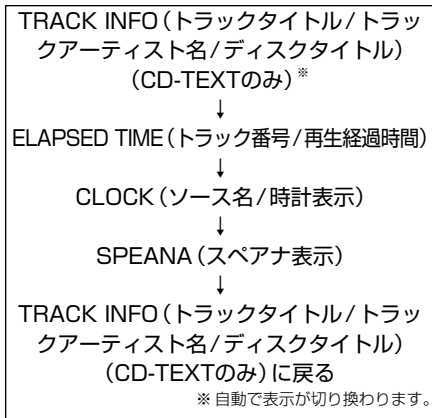 TRACK INFO（トラックタイトル/トラッ
クアーティスト名/ディスクタイトル）
（CD-TEXTのみ）※
↓
ELAPSED TIME（トラック番号/再生経過時間）
↓
CLOCK（ソース名/時計表示）
↓
SPEANA（スペアナ表示）
↓
TRACK INFO（トラックタイトル/トラッ
クアーティスト名/ディスクタイトル）
（CD-TEXTのみ）に戻る
※ 自動で表示が切り換わります。